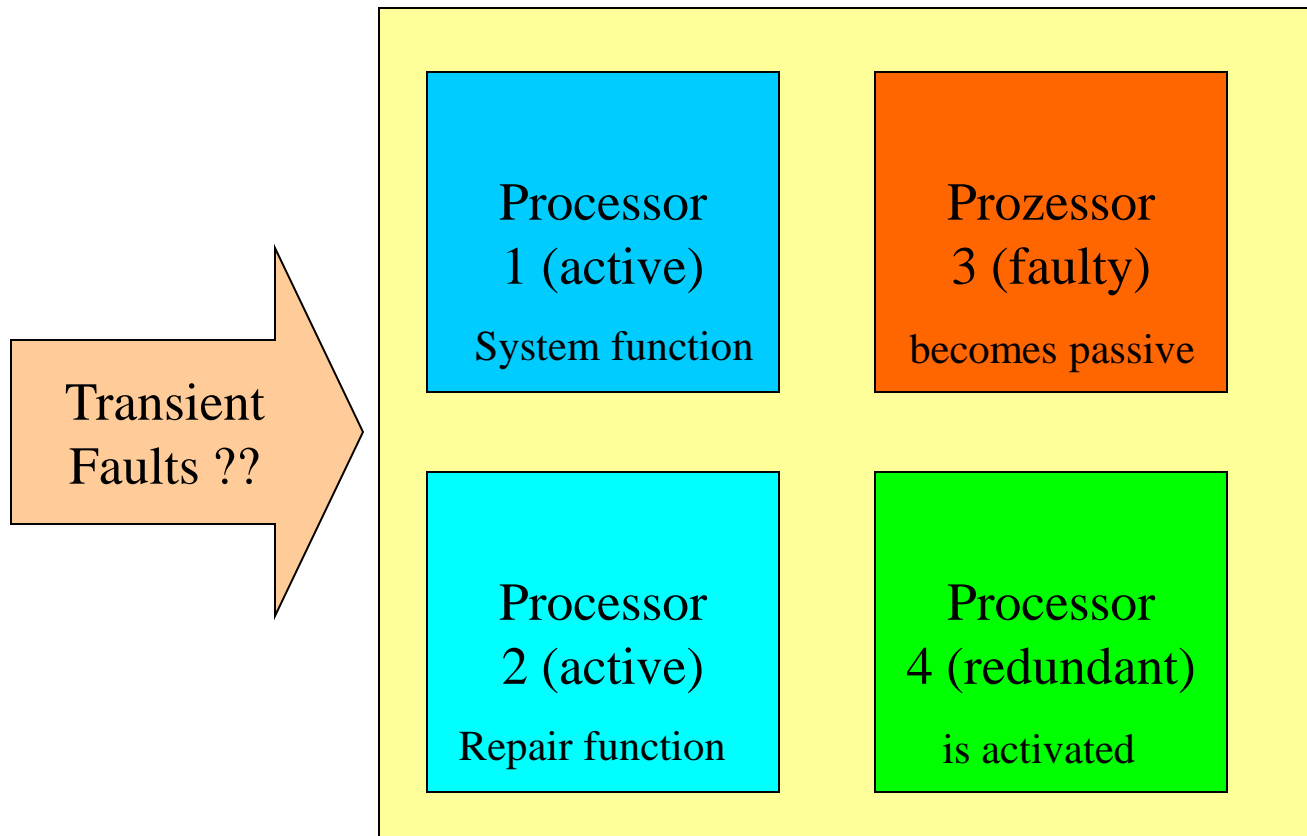 Transient
Faults ??
Processor
1 (active)
System function
Prozessor
3 (faulty)
becomes passive
Processor
2 (active)
Repair function
Processor
4 (redundant)
is activated